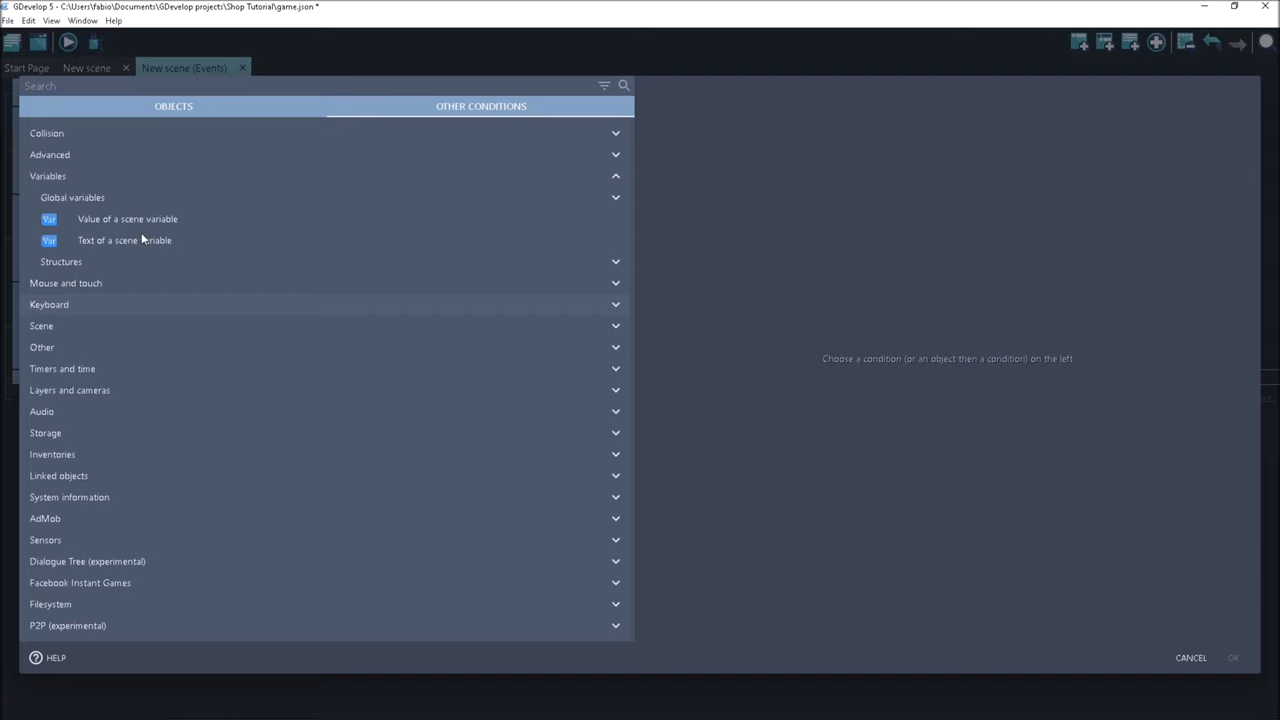 GDevelop 5 - C:\Users\fabio\Documents\GDevelop projects\Shop Tutorial\game.json *
File Edit View Window Help
Start Page New scene × New scene (Events) ×
Search
OBJECTS OTHER CONDITIONS
Collision
Advanced
Variables
Global variables
Var Value of a scene variable
Var Text of a scene variable
Structures
Mouse and touch
Keyboard
Scene
Other
Timers and time
Layers and cameras
Audio
Storage
Inventories
Linked objects
System information
AdMob
Sensors
Dialogue Tree (experimental)
Facebook Instant Games
Filesystem
P2P (experimental)
Choose a condition (or an object then a condition) on the left
? HELP
CANCEL OK